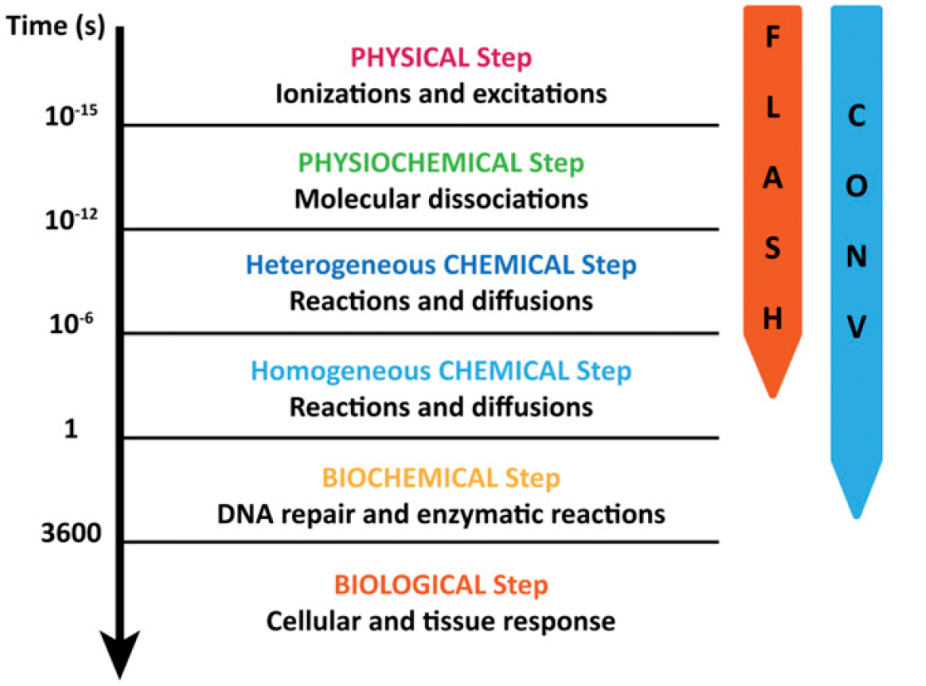 Time (s)
PHYSICAL Step
Ionizations and excitations
10⁻¹⁵
PHYSIOCHEMICAL Step
Molecular dissociations
10⁻¹²
Heterogeneous CHEMICAL Step
Reactions and diffusions
10⁻⁶
Homogeneous CHEMICAL Step
Reactions and diffusions
1
BIOCHEMICAL Step
DNA repair and enzymatic reactions
3600
BIOLOGICAL Step
Cellular and tissue response
FLASH
CONV